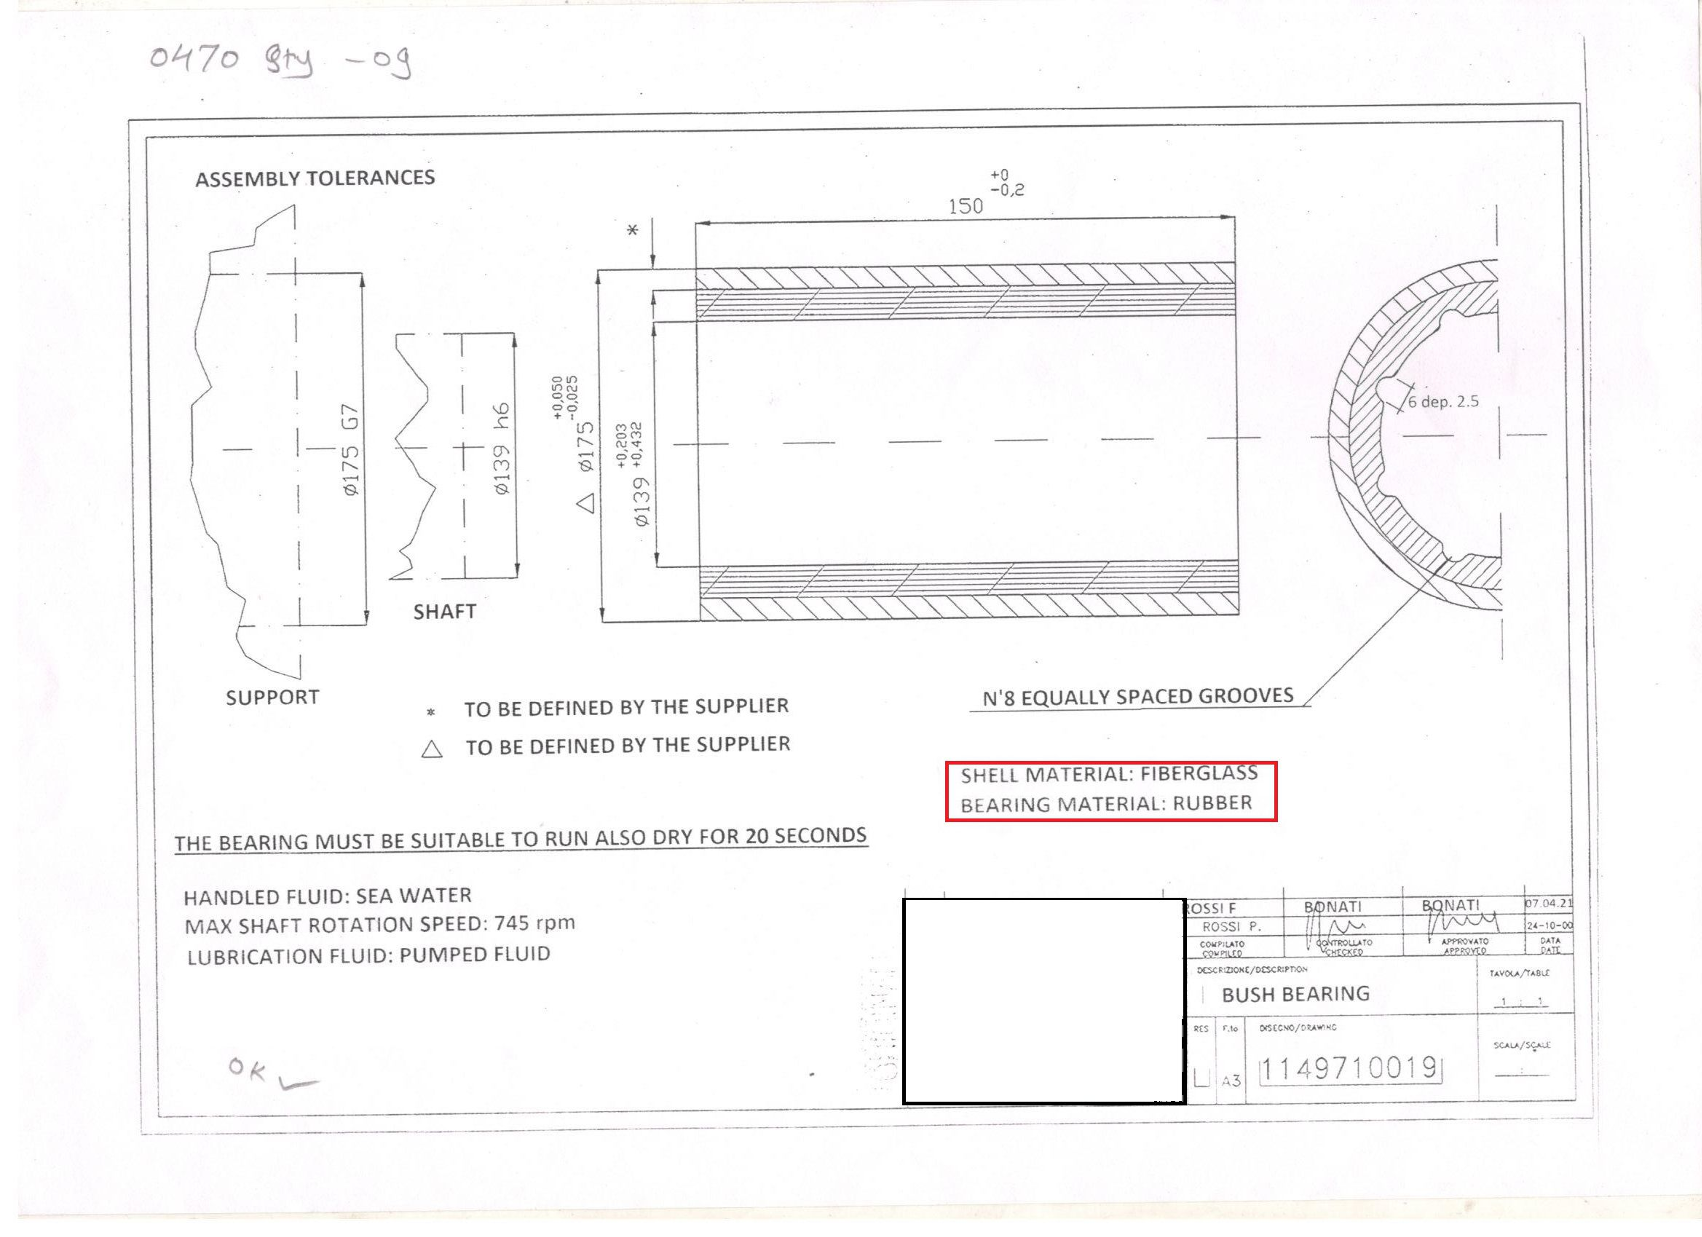 0470 qty - 09
ASSEMBLY TOLERANCES
+0
-0,2
150
*
Ø175 G7
Ø139 h6
△ Ø175 +0,050 -0,025
Ø139 +0,203 +0,432
6 dep. 2.5
SHAFT
SUPPORT
* TO BE DEFINED BY THE SUPPLIER
△ TO BE DEFINED BY THE SUPPLIER
N'8 EQUALLY SPACED GROOVES
SHELL MATERIAL: FIBERGLASS
BEARING MATERIAL: RUBBER
THE BEARING MUST BE SUITABLE TO RUN ALSO DRY FOR 20 SECONDS
HANDLED FLUID: SEA WATER
MAX SHAFT ROTATION SPEED: 745 rpm
LUBRICATION FLUID: PUMPED FLUID
OK
ROSSI F BONATI BONATI 07.04.21
ROSSI P. 24-10-00
COMPILATO CONTROLLATO APPROVATO DATA
COMPILED CHECKED APPROVED DATE
DESCRIZIONE/DESCRIPTION TAVOLA/TABLE
BUSH BEARING 1 : 1
RES F.to DISEGNO/DRAWING SCALA/SCALE
A3 1149710019 :